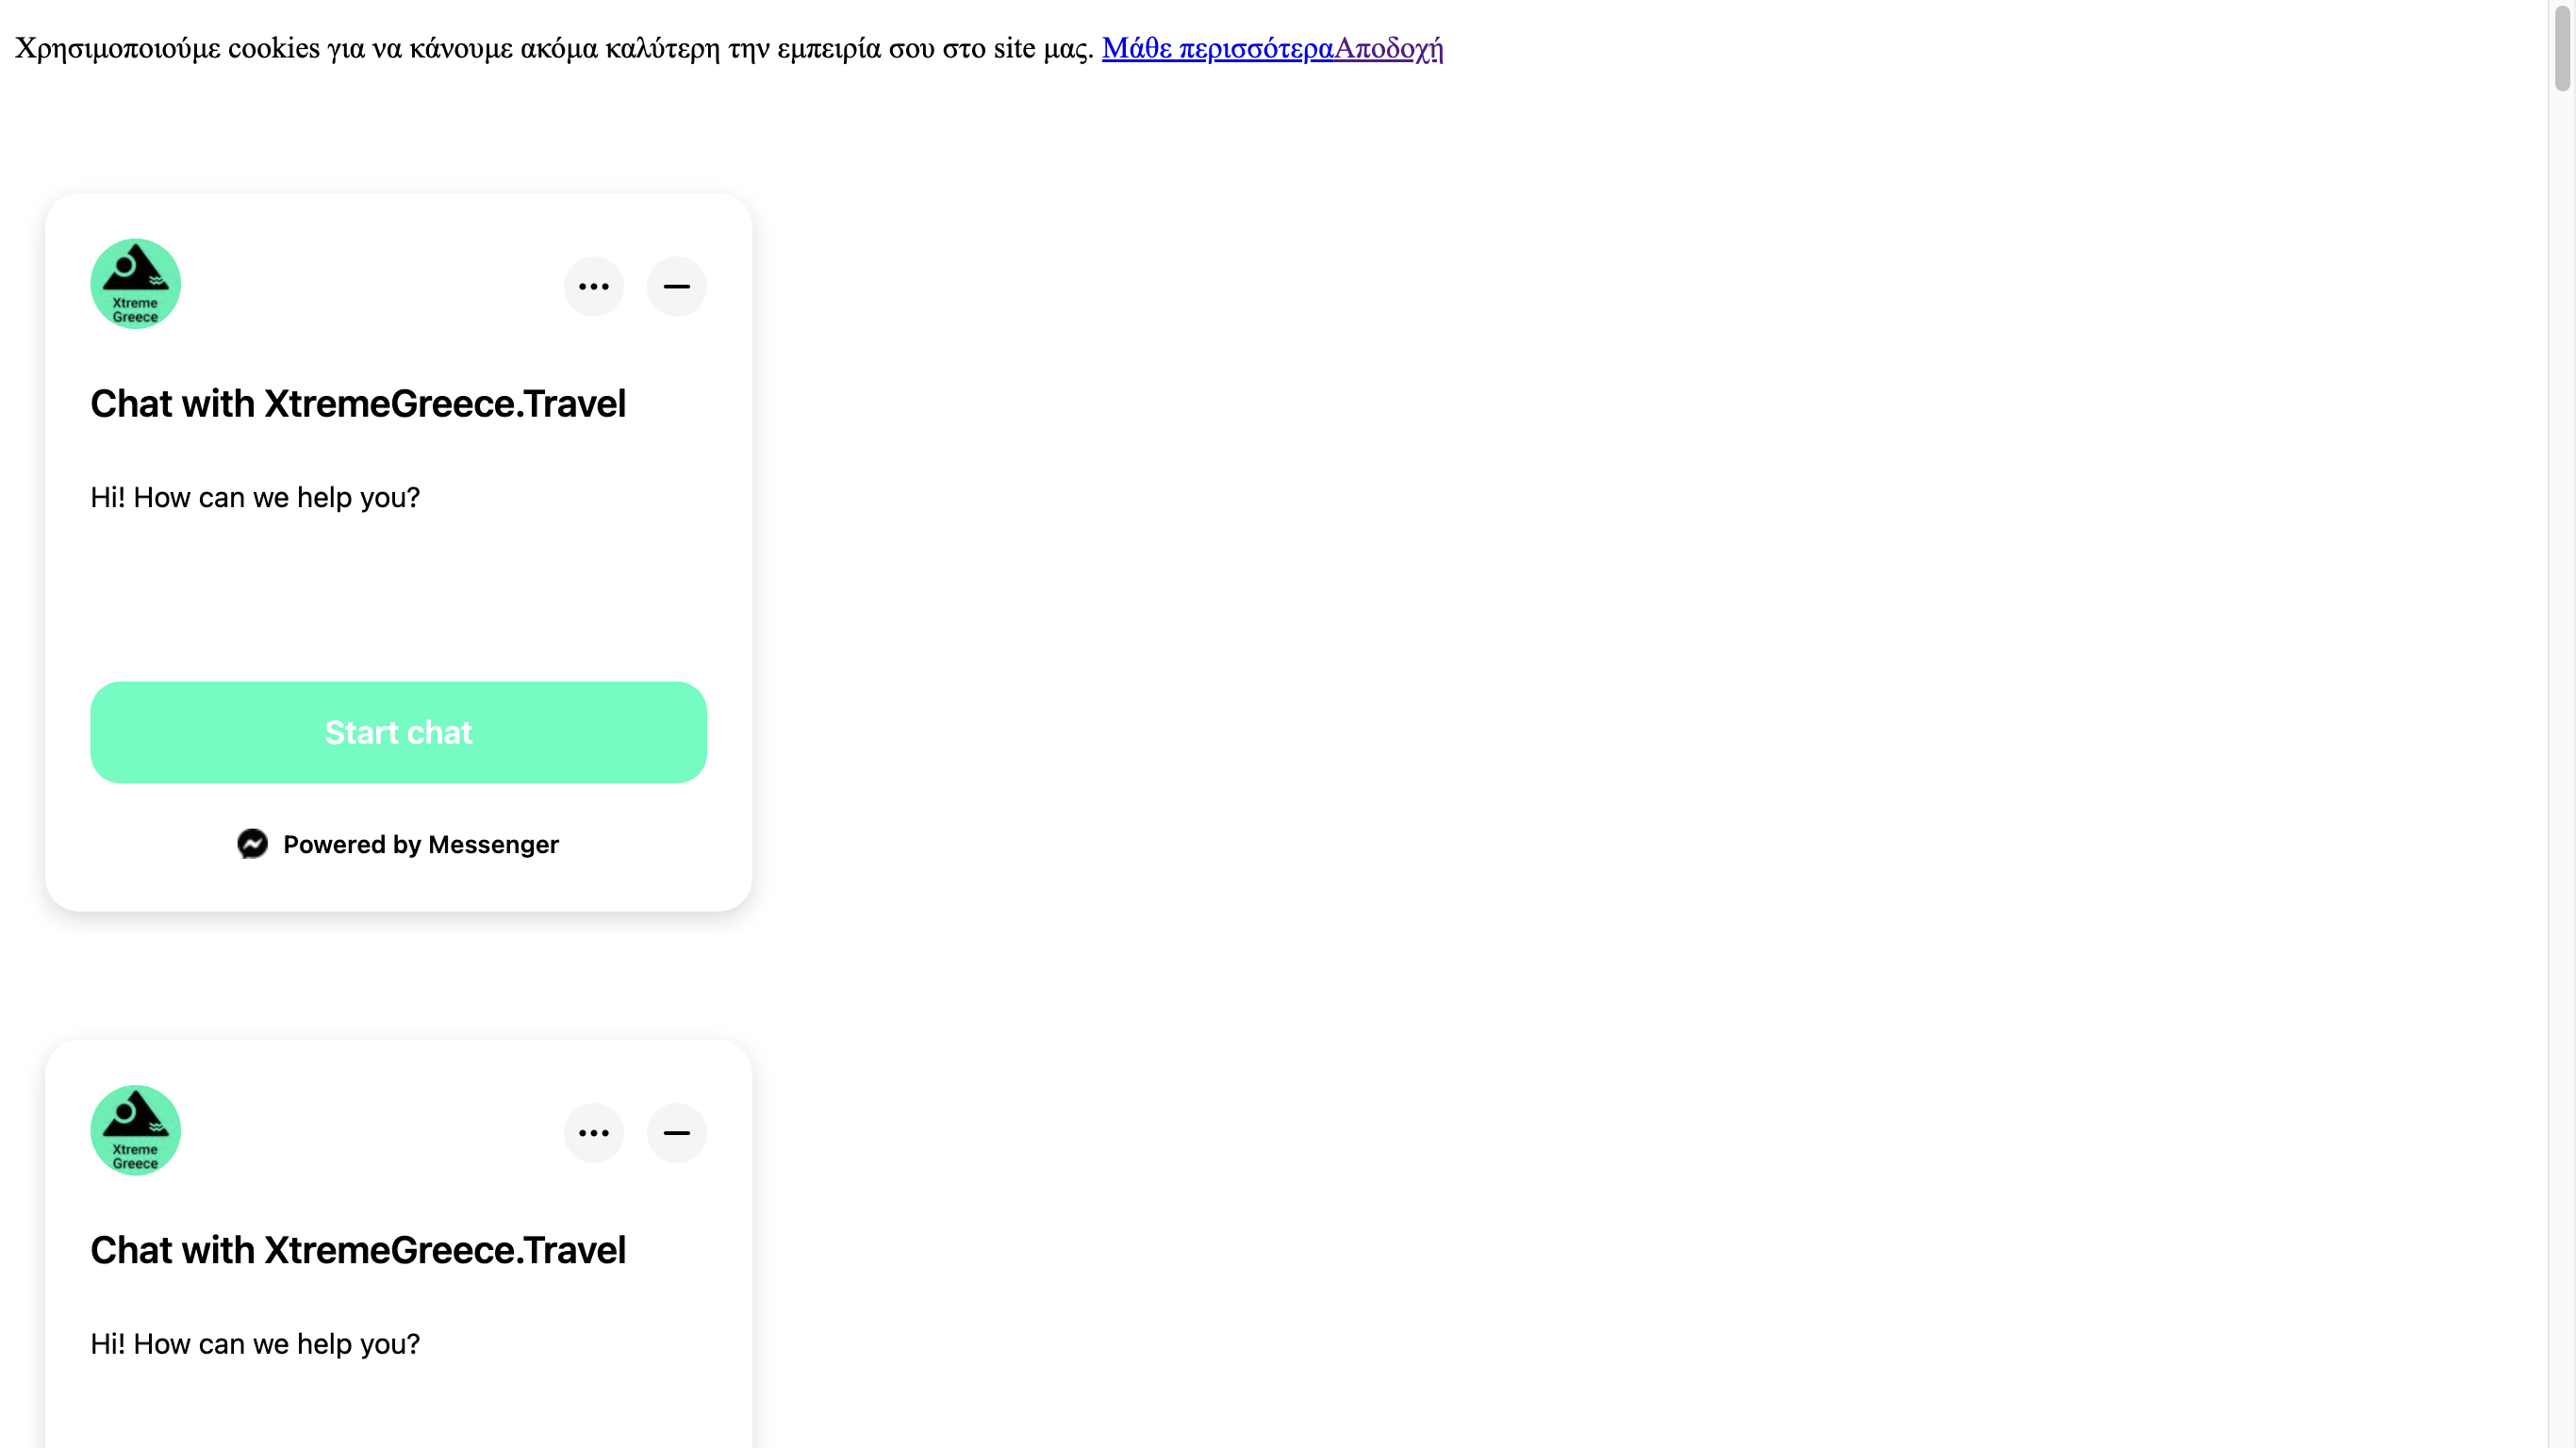 Χρησιμοποιούμε cookies για να κάνουμε ακόμα καλύτερη την εμπειρία σου στο site μας. Μάθε περισσότεραΑποδοχή
Xtreme
Greece
Chat with XtremeGreece.Travel
Hi! How can we help you?
Start chat
Powered by Messenger
Xtreme
Greece
Chat with XtremeGreece.Travel
Hi! How can we help you?